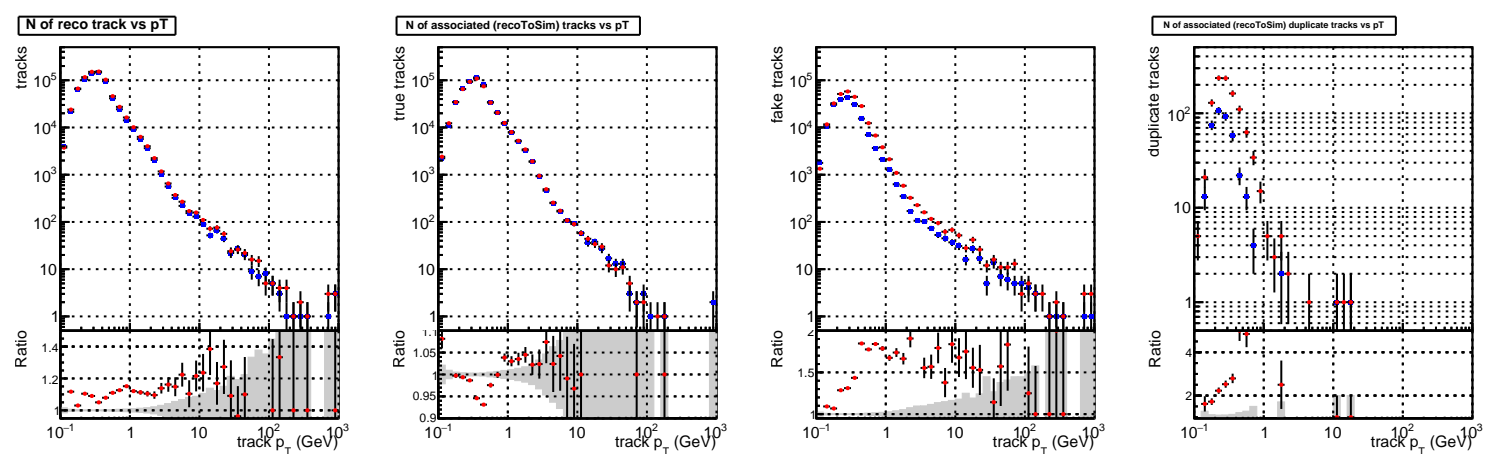 N of reco track vs pT
tracks
10^5
10^4
10^3
10^2
10
1
Ratio
1.4
1.2
1
10^-1 1 10 10^2 10^3
track p_T (GeV)
N of associated (recoToSim) tracks vs pT
true tracks
10^5
10^4
10^3
10^2
10
1
Ratio
1.1
1.05
1
0.95
0.9
10^-1 1 10 10^2 10^3
track p_T (GeV)
fake tracks
10^5
10^4
10^3
10^2
10
1
Ratio
2
1.5
1
10^-1 1 10 10^2 10^3
track p_T (GeV)
N of associated (recoToSim) duplicate tracks vs pT
duplicate tracks
10^2
10
1
Ratio
4
2
10^-1 1 10 10^2 10^3
track p_T (GeV)